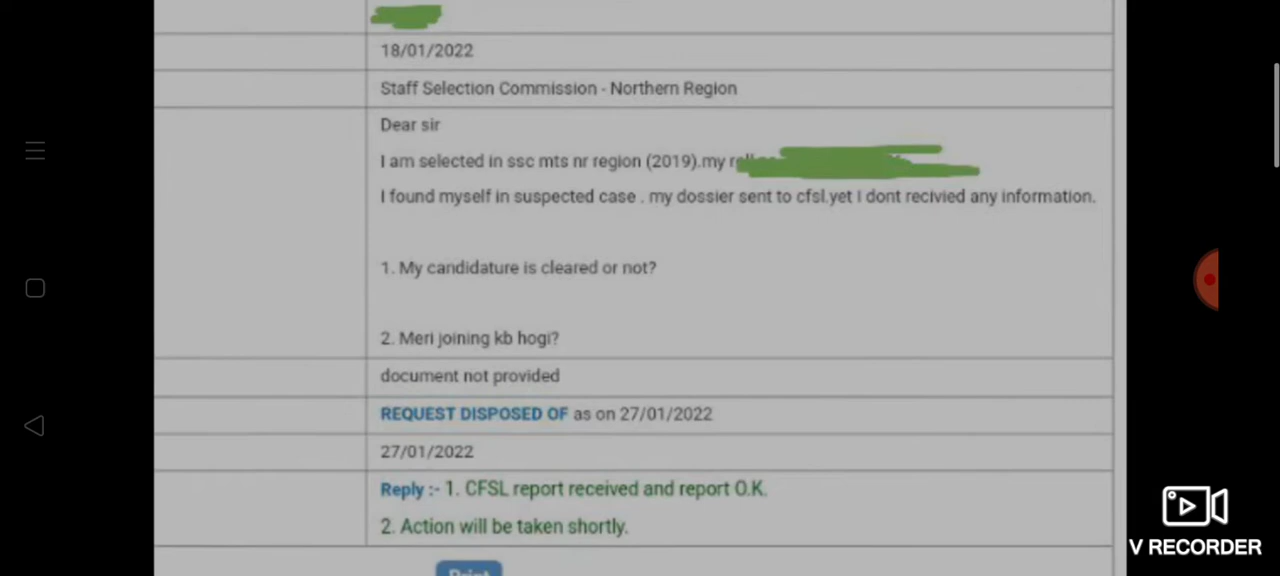 18/01/2022
Staff Selection Commission - Northern Region
Dear sir
I am selected in ssc mts nr region (2019).my
I found myself in suspected case . my dossier sent to cfsl.yet I dont recivied any information.
1. My candidature is cleared or not?
2. Meri joining kb hogi?
document not provided
REQUEST DISPOSED OF as on 27/01/2022
27/01/2022
Reply :- 1. CFSL report received and report O.K.
2. Action will be taken shortly.
Print
V RECORDER